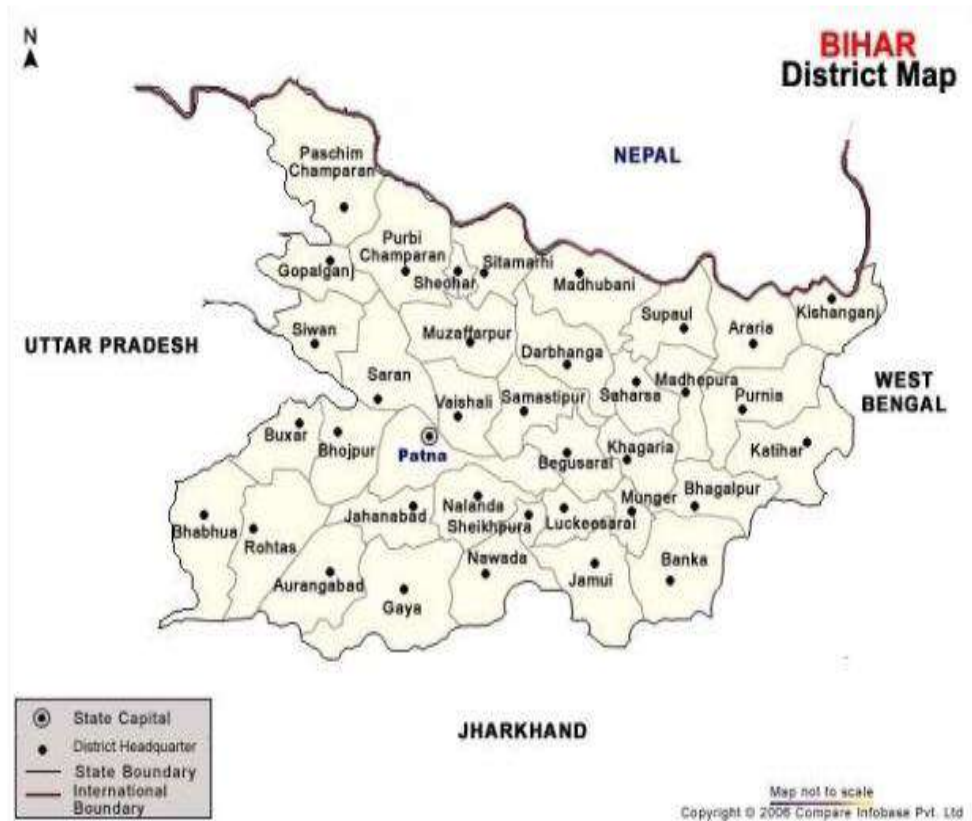 N
BIHAR
District Map
NEPAL
Paschim
Champaran
Purbi
Champaran
Gopalganj
Sheohar
Sitamarhi
Madhubani
Kishanganj
Siwan
Muzaffarpur
Supaul
Araria
UTTAR PRADESH
Darbhanga
Saran
Vaishali
Samastipur
Saharsa
Madhepura
Purnia
WEST
BENGAL
Buxar
Bhojpur
Patna
Begusarai
Khagaria
Katihar
Jahanabad
Nalanda
Sheikhpura
Luckeesarai
Munger
Bhagalpur
Bhabhua
Rohtas
Aurangabad
Gaya
Nawada
Jamui
Banka
State Capital
District Headquarter
State Boundary
International
Boundary
JHARKHAND
Map not to scale
Copyright © 2006 Compare Infobase Pvt. Ltd